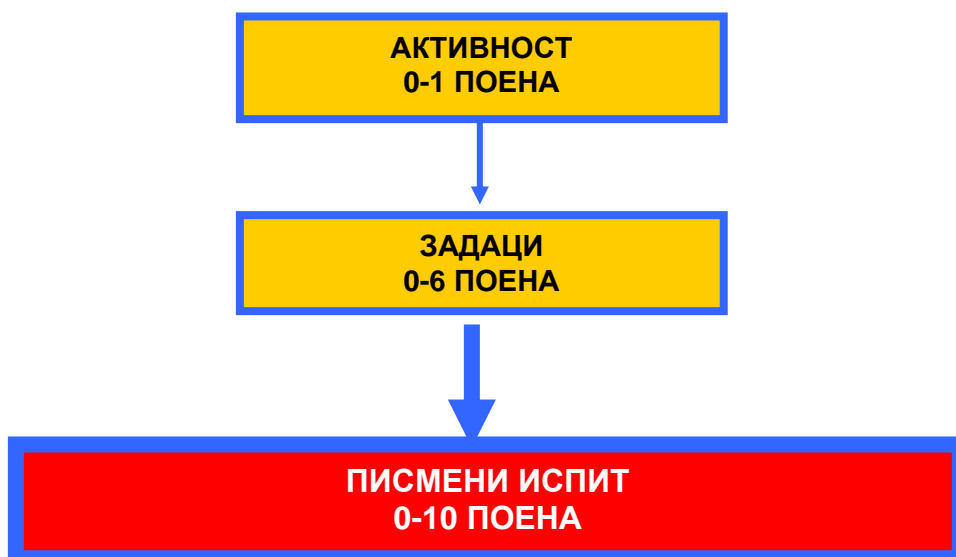 АКТИВНОСТ
0-1 ПОЕНА
ЗАДАЦИ
0-6 ПОЕНА
ПИСМЕНИ ИСПИТ
0-10 ПОЕНА